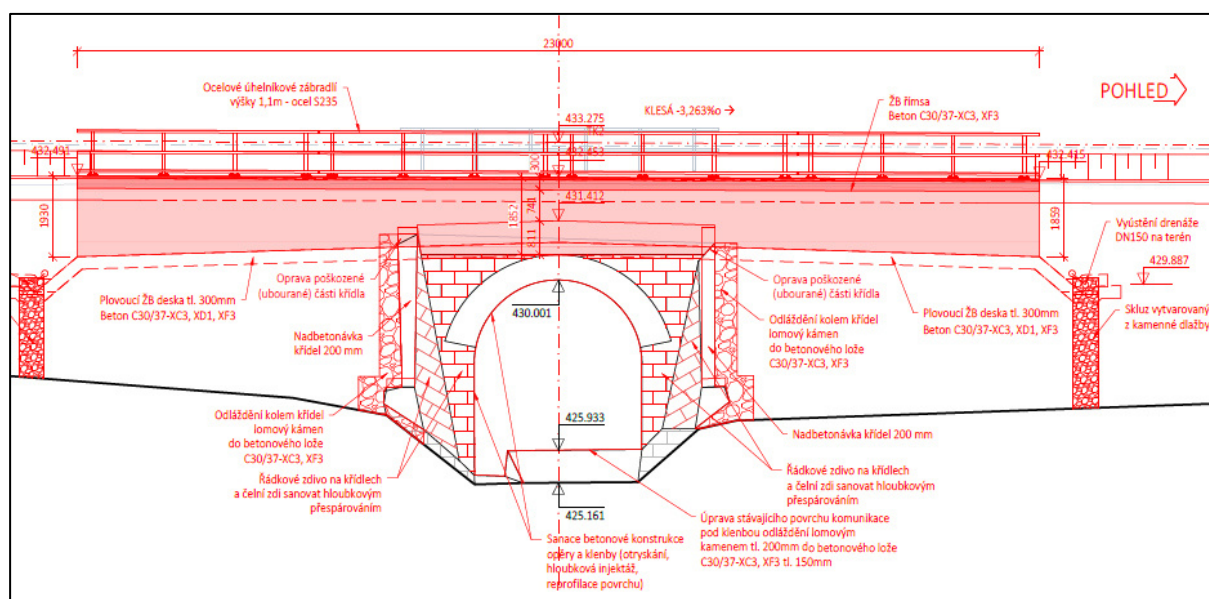 23000
Ocelové úhelníkové zábradlí
výšky 1,1m - ocel S235
KLESÁ -3,263%o →
433.275
TK2
POHLED
ŽB římsa
Beton C30/37-XC3, XF3
432.491
432.453
432.415
300
1930
1852
741
431.412
811
1859
Vyústění drenáže
DN150 na terén
429.887
Plovoucí ŽB deska tl. 300mm
Beton C30/37-XC3, XD1, XF3
Oprava poškozené
(ubourané) části křídla
Nadbetonávka
křídel 200 mm
430.001
Oprava poškozené
(ubourané) části křídla
Odláždění kolem křídel
lomový kámen
do betonového lože
C30/37-XC3, XF3
Plovoucí ŽB deska tl. 300mm
Beton C30/37-XC3, XD1, XF3
Skluz vytvarovaný
z kamenné dlažby
Odláždění kolem křídel
lomový kámen
do betonového lože
C30/37-XC3, XF3
425.933
Nadbetonávka křídel 200 mm
Řádkové zdivo na křídlech
a čelní zdi sanovat hloubkovým
přespárováním
Řádkové zdivo na křídlech
a čelní zdi sanovat hloubkovým
přespárováním
425.161
Sanace betonové konstrukce
opěry a klenby (otryskání,
hloubková injektáž,
reprofilace povrchu)
Úprava stávajícího povrchu komunikace
pod klenbou odláždění lomovým
kamenem tl. 200mm do betonového lože
C30/37-XC3, XF3 tl. 150mm